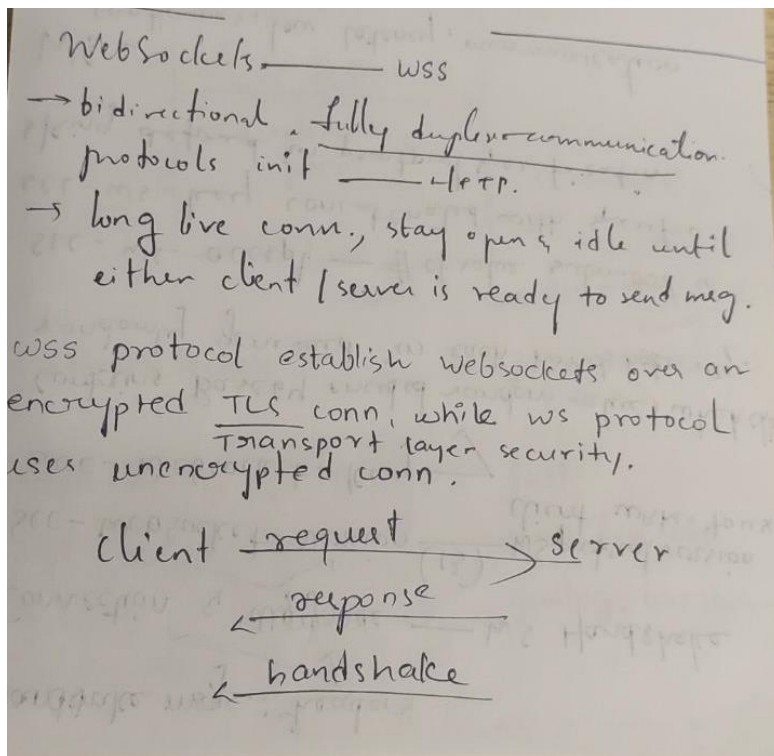 Websockets. —— wss
→ bidirectional. fully duplex communication.
protocols init —— HTTP.
→ long live conn., stay open & idle until
either client / server is ready to send msg.
wss protocol establish websockets over an
encrypted TLS conn, while ws protocol
Transport layer security.
uses unencrypted conn.
client request → server
response ←
handshake ←